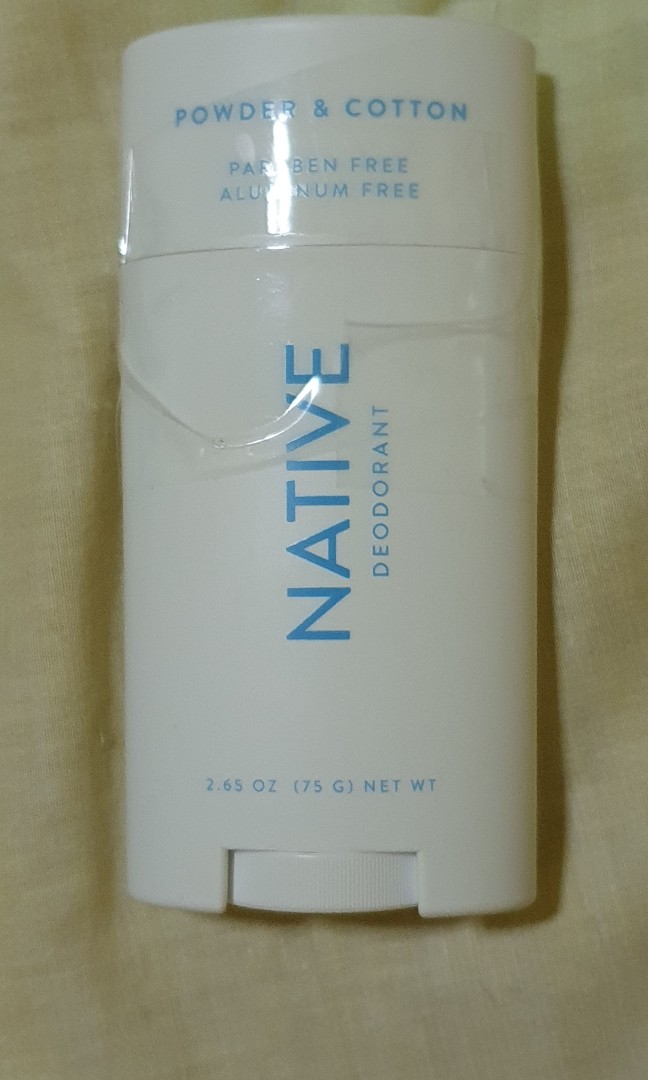 POWDER & COTTON
PARABEN FREE
ALUMINUM FREE
NATIVE
DEODORANT
2.65 OZ (75 G) NET WT